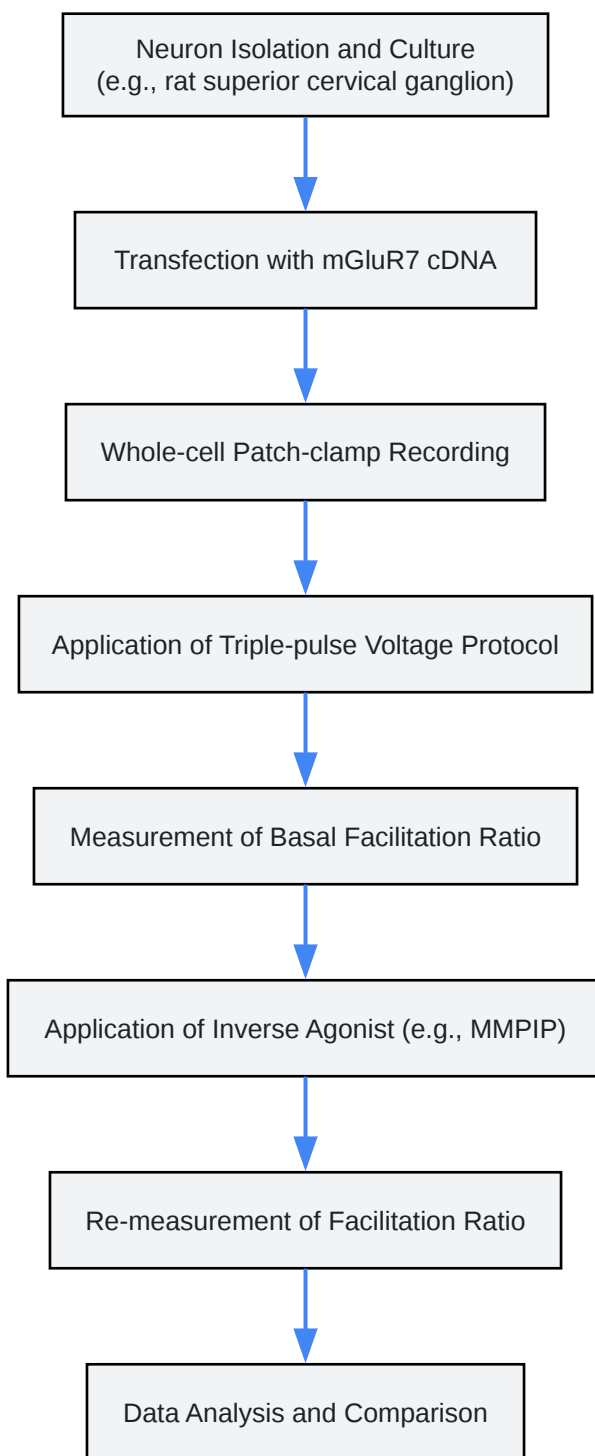 Neuron Isolation and Culture
(e.g., rat superior cervical ganglion)
Transfection with mGluR7 cDNA
Whole-cell Patch-clamp Recording
Application of Triple-pulse Voltage Protocol
Measurement of Basal Facilitation Ratio
Application of Inverse Agonist (e.g., MMPIP)
Re-measurement of Facilitation Ratio
Data Analysis and Comparison